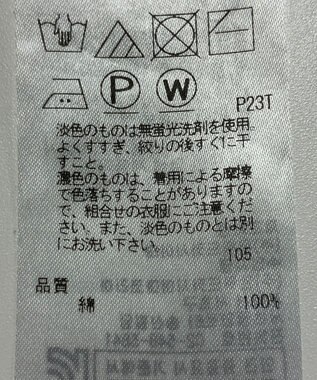 P
W
P23T
淡色のものは無蛍光洗剤を使用。
よくすすぎ、絞りの後すぐに干
すこと。
濃色のものは、着用による摩擦
で色落ちすることがありますの
で、組合せの衣服にご注意くだ
さい。また、淡色のものとは別
にお洗い下さい。
105
品質
綿 100%